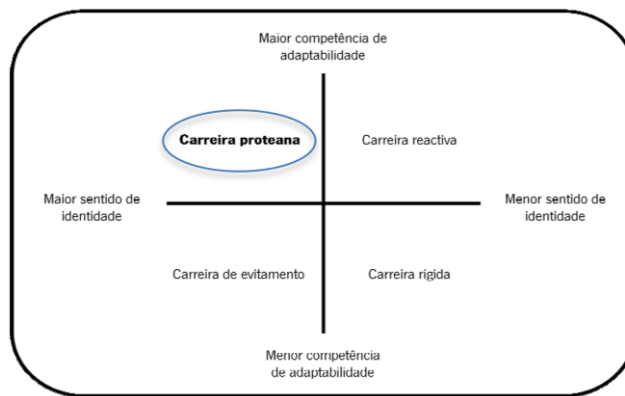 Maior competência de
adaptabilidade
Carreira proteana
Carreira reactiva
Maior sentido de
identidade
Menor sentido de
identidade
Carreira de evitamento
Carreira rígida
Menor competência
de adaptabilidade